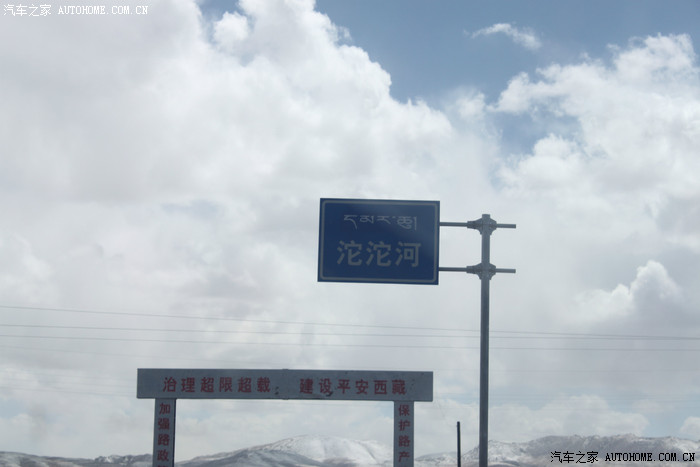 汽车之家 AUTOHOME.COM.CN
དམར་ཆུ།
沱沱河
治理超限超载; 建设平安西藏
加强路
保护路产
汽车之家 AUTOHOME.COM.CN